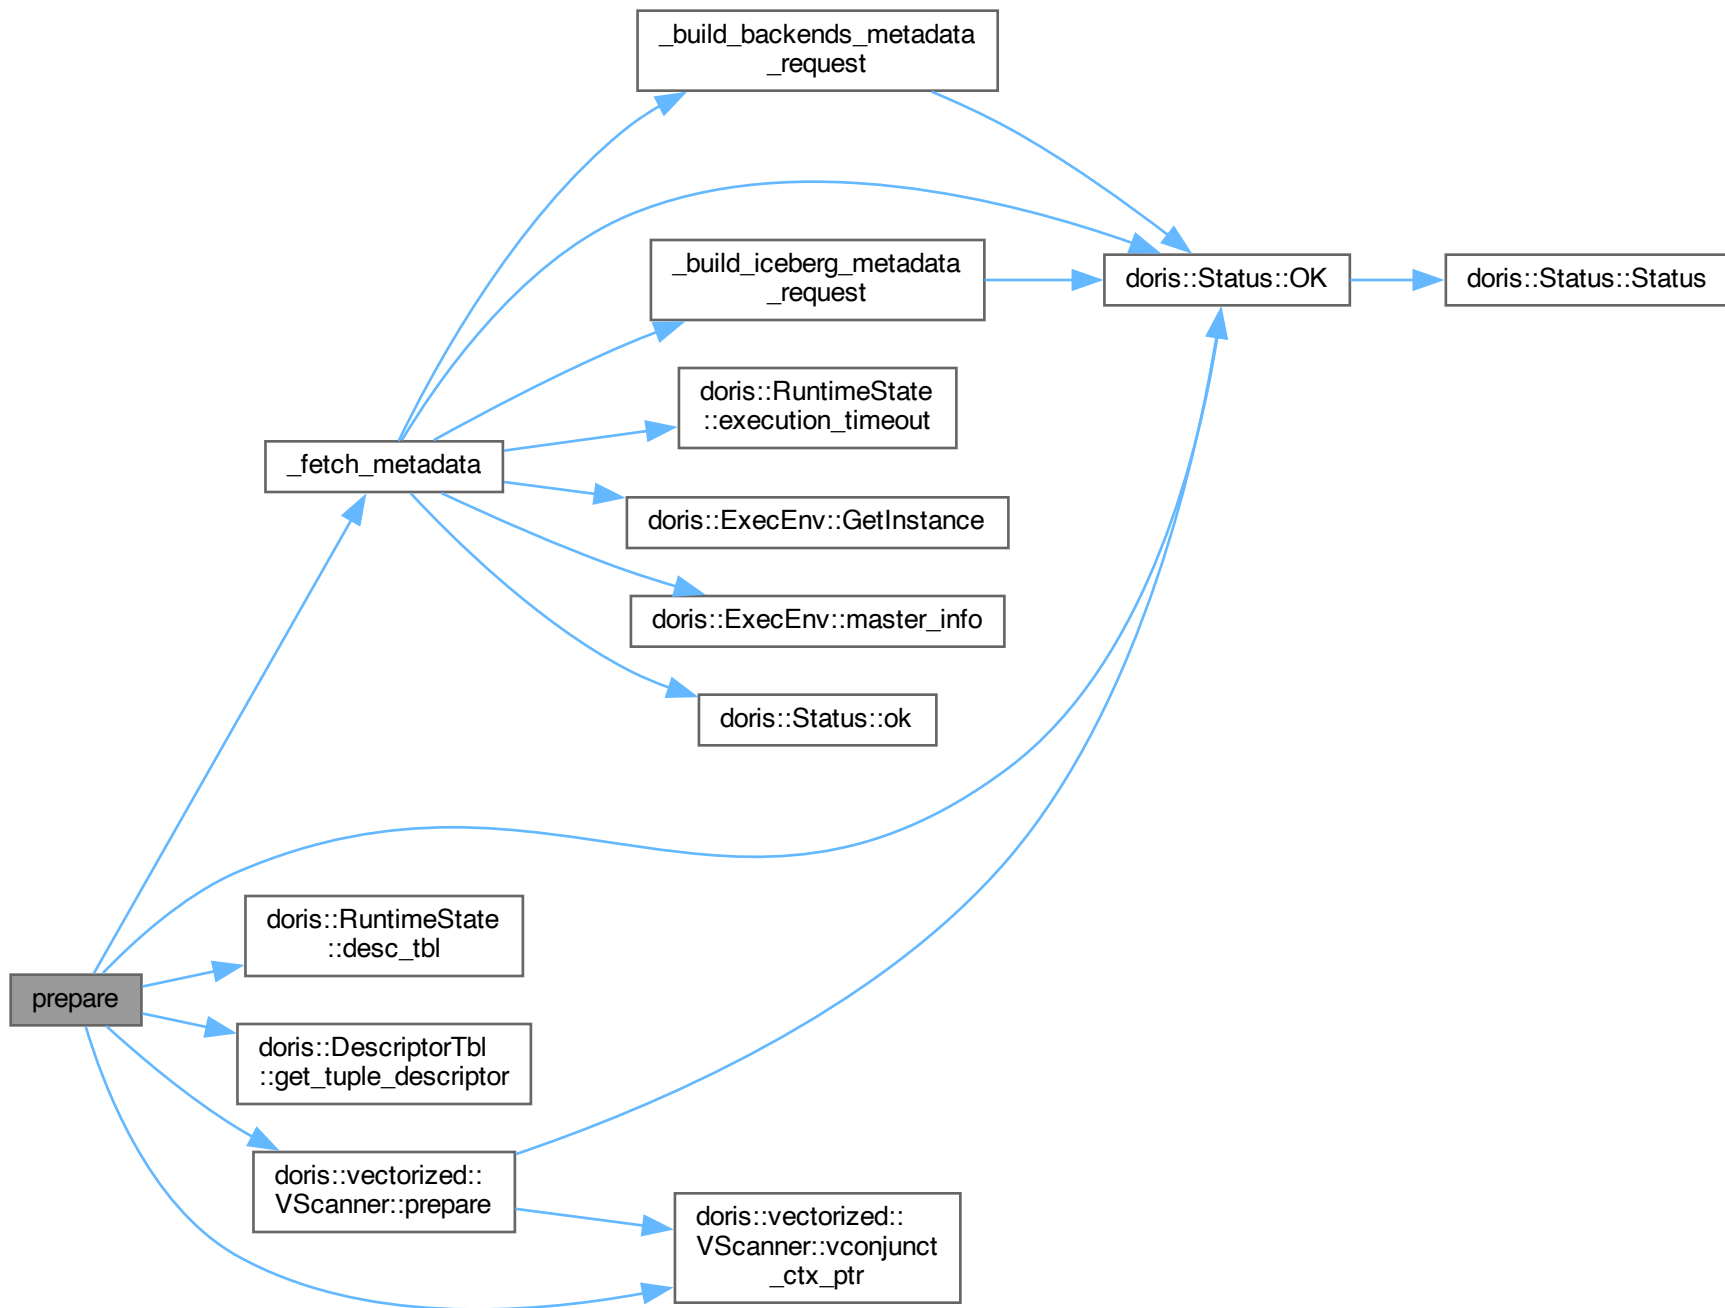 _build_backends_metadata
_request
_build_iceberg_metadata
_request
doris::Status::OK
doris::Status::Status
doris::RuntimeState
::execution_timeout
_fetch_metadata
doris::ExecEnv::GetInstance
doris::ExecEnv::master_info
doris::Status::ok
doris::RuntimeState
::desc_tbl
prepare
doris::DescriptorTbl
::get_tuple_descriptor
doris::vectorized::
VScanner::prepare
doris::vectorized::
VScanner::vconjunct
_ctx_ptr